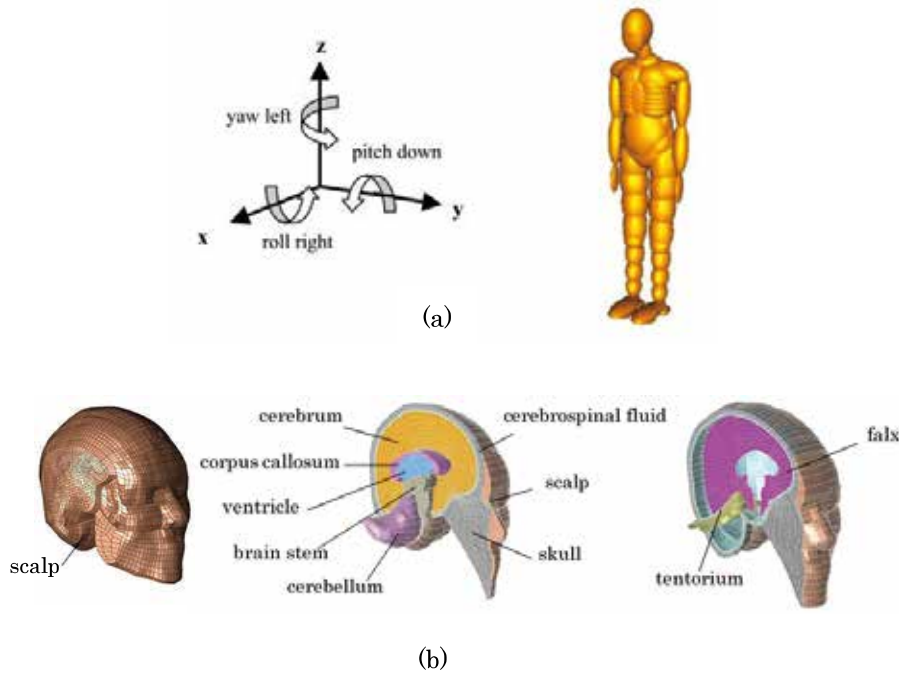 z
yaw left
pitch down
x
y
roll right
(a)
cerebrum
cerebrospinal fluid
falx
corpus callosum
scalp
ventricle
brain stem
skull
scalp
cerebellum
tentorium
(b)